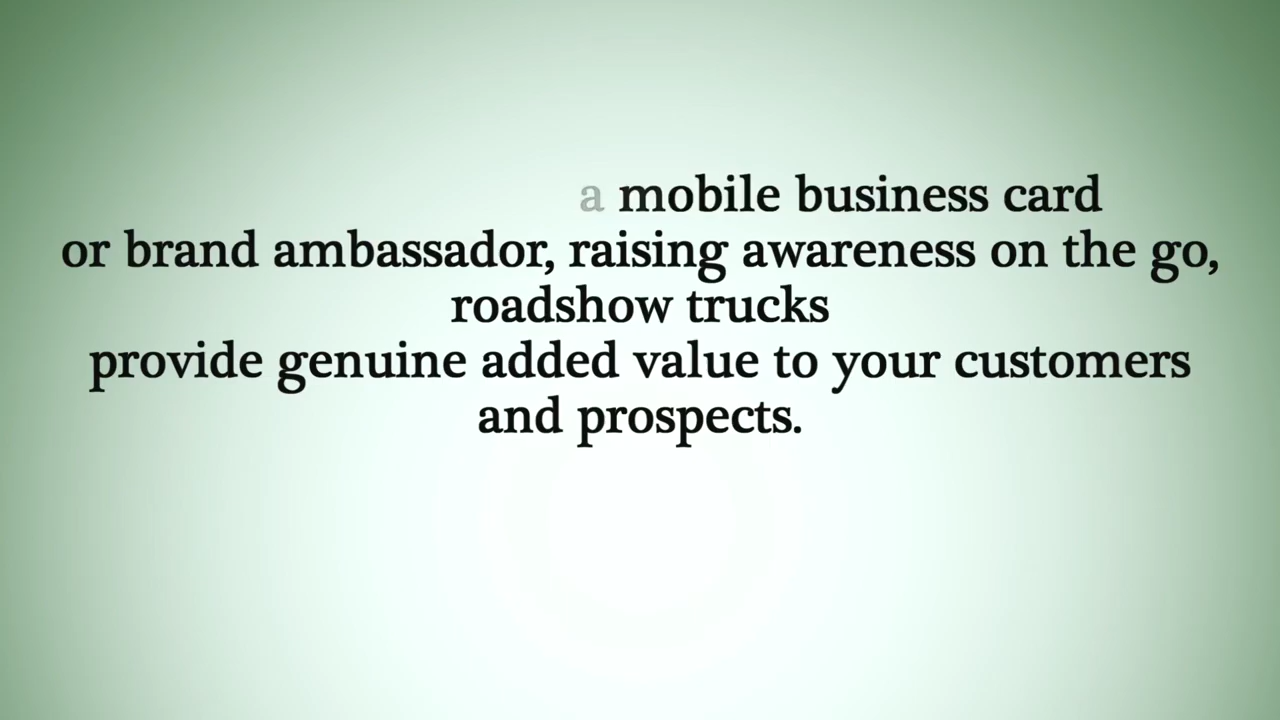 a mobile business card
or brand ambassador, raising awareness on the go,
roadshow trucks
provide genuine added value to your customers
and prospects.